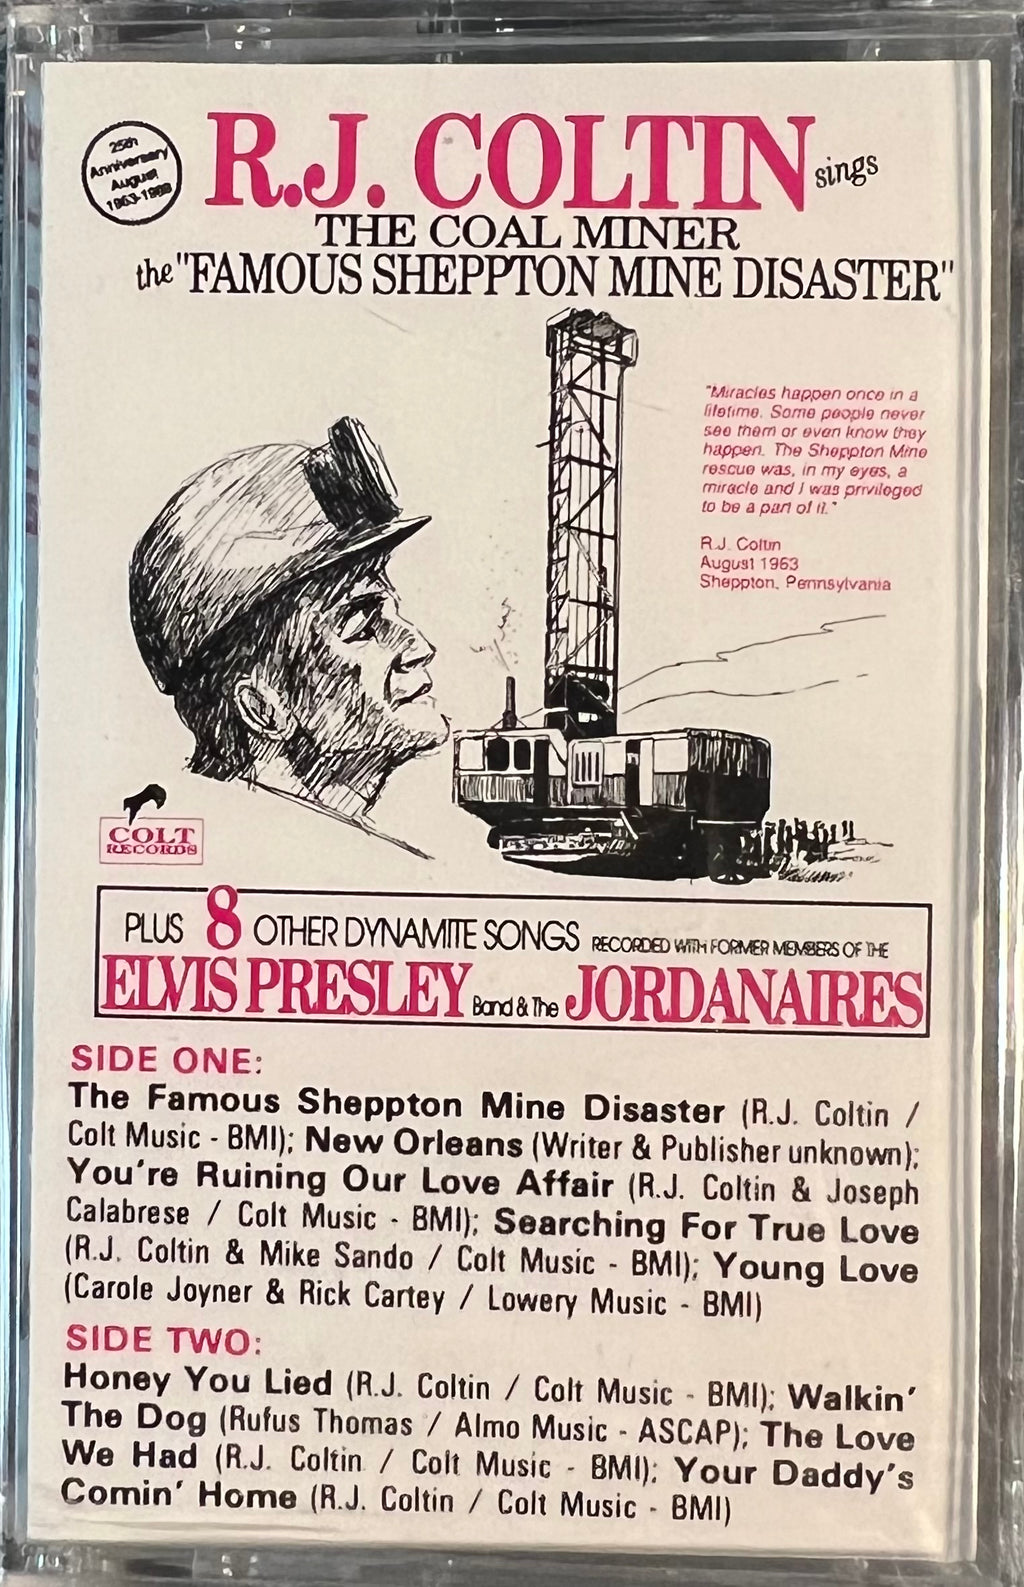 25th
Anniversary
August
1963-1988
R.J. COLTIN sings
THE COAL MINER
the "FAMOUS SHEPPTON MINE DISASTER"
"Miracles happen once in a
lifetime. Some people never
see them or even know they
happen. The Sheppton Mine
rescue was, in my eyes, a
miracle and I was privileged
to be a part of it."
R.J. Coltin
August 1963
Sheppton, Pennsylvania
COLT
RECORDS
PLUS 8 OTHER DYNAMITE SONGS RECORDED WITH FORMER MEMBERS OF THE
ELVIS PRESLEY Band & The JORDANAIRES
SIDE ONE:
The Famous Sheppton Mine Disaster (R.J. Coltin /
Colt Music - BMI); New Orleans (Writer & Publisher unknown);
You're Ruining Our Love Affair (R.J. Coltin & Joseph
Calabrese / Colt Music - BMI); Searching For True Love
(R.J. Coltin & Mike Sando / Colt Music - BMI); Young Love
(Carole Joyner & Rick Cartey / Lowery Music - BMI)
SIDE TWO:
Honey You Lied (R.J. Coltin / Colt Music - BMI); Walkin'
The Dog (Rufus Thomas / Almo Music - ASCAP); The Love
We Had (R.J. Coltin / Colt Music - BMI); Your Daddy's
Comin' Home (R.J. Coltin / Colt Music - BMI)